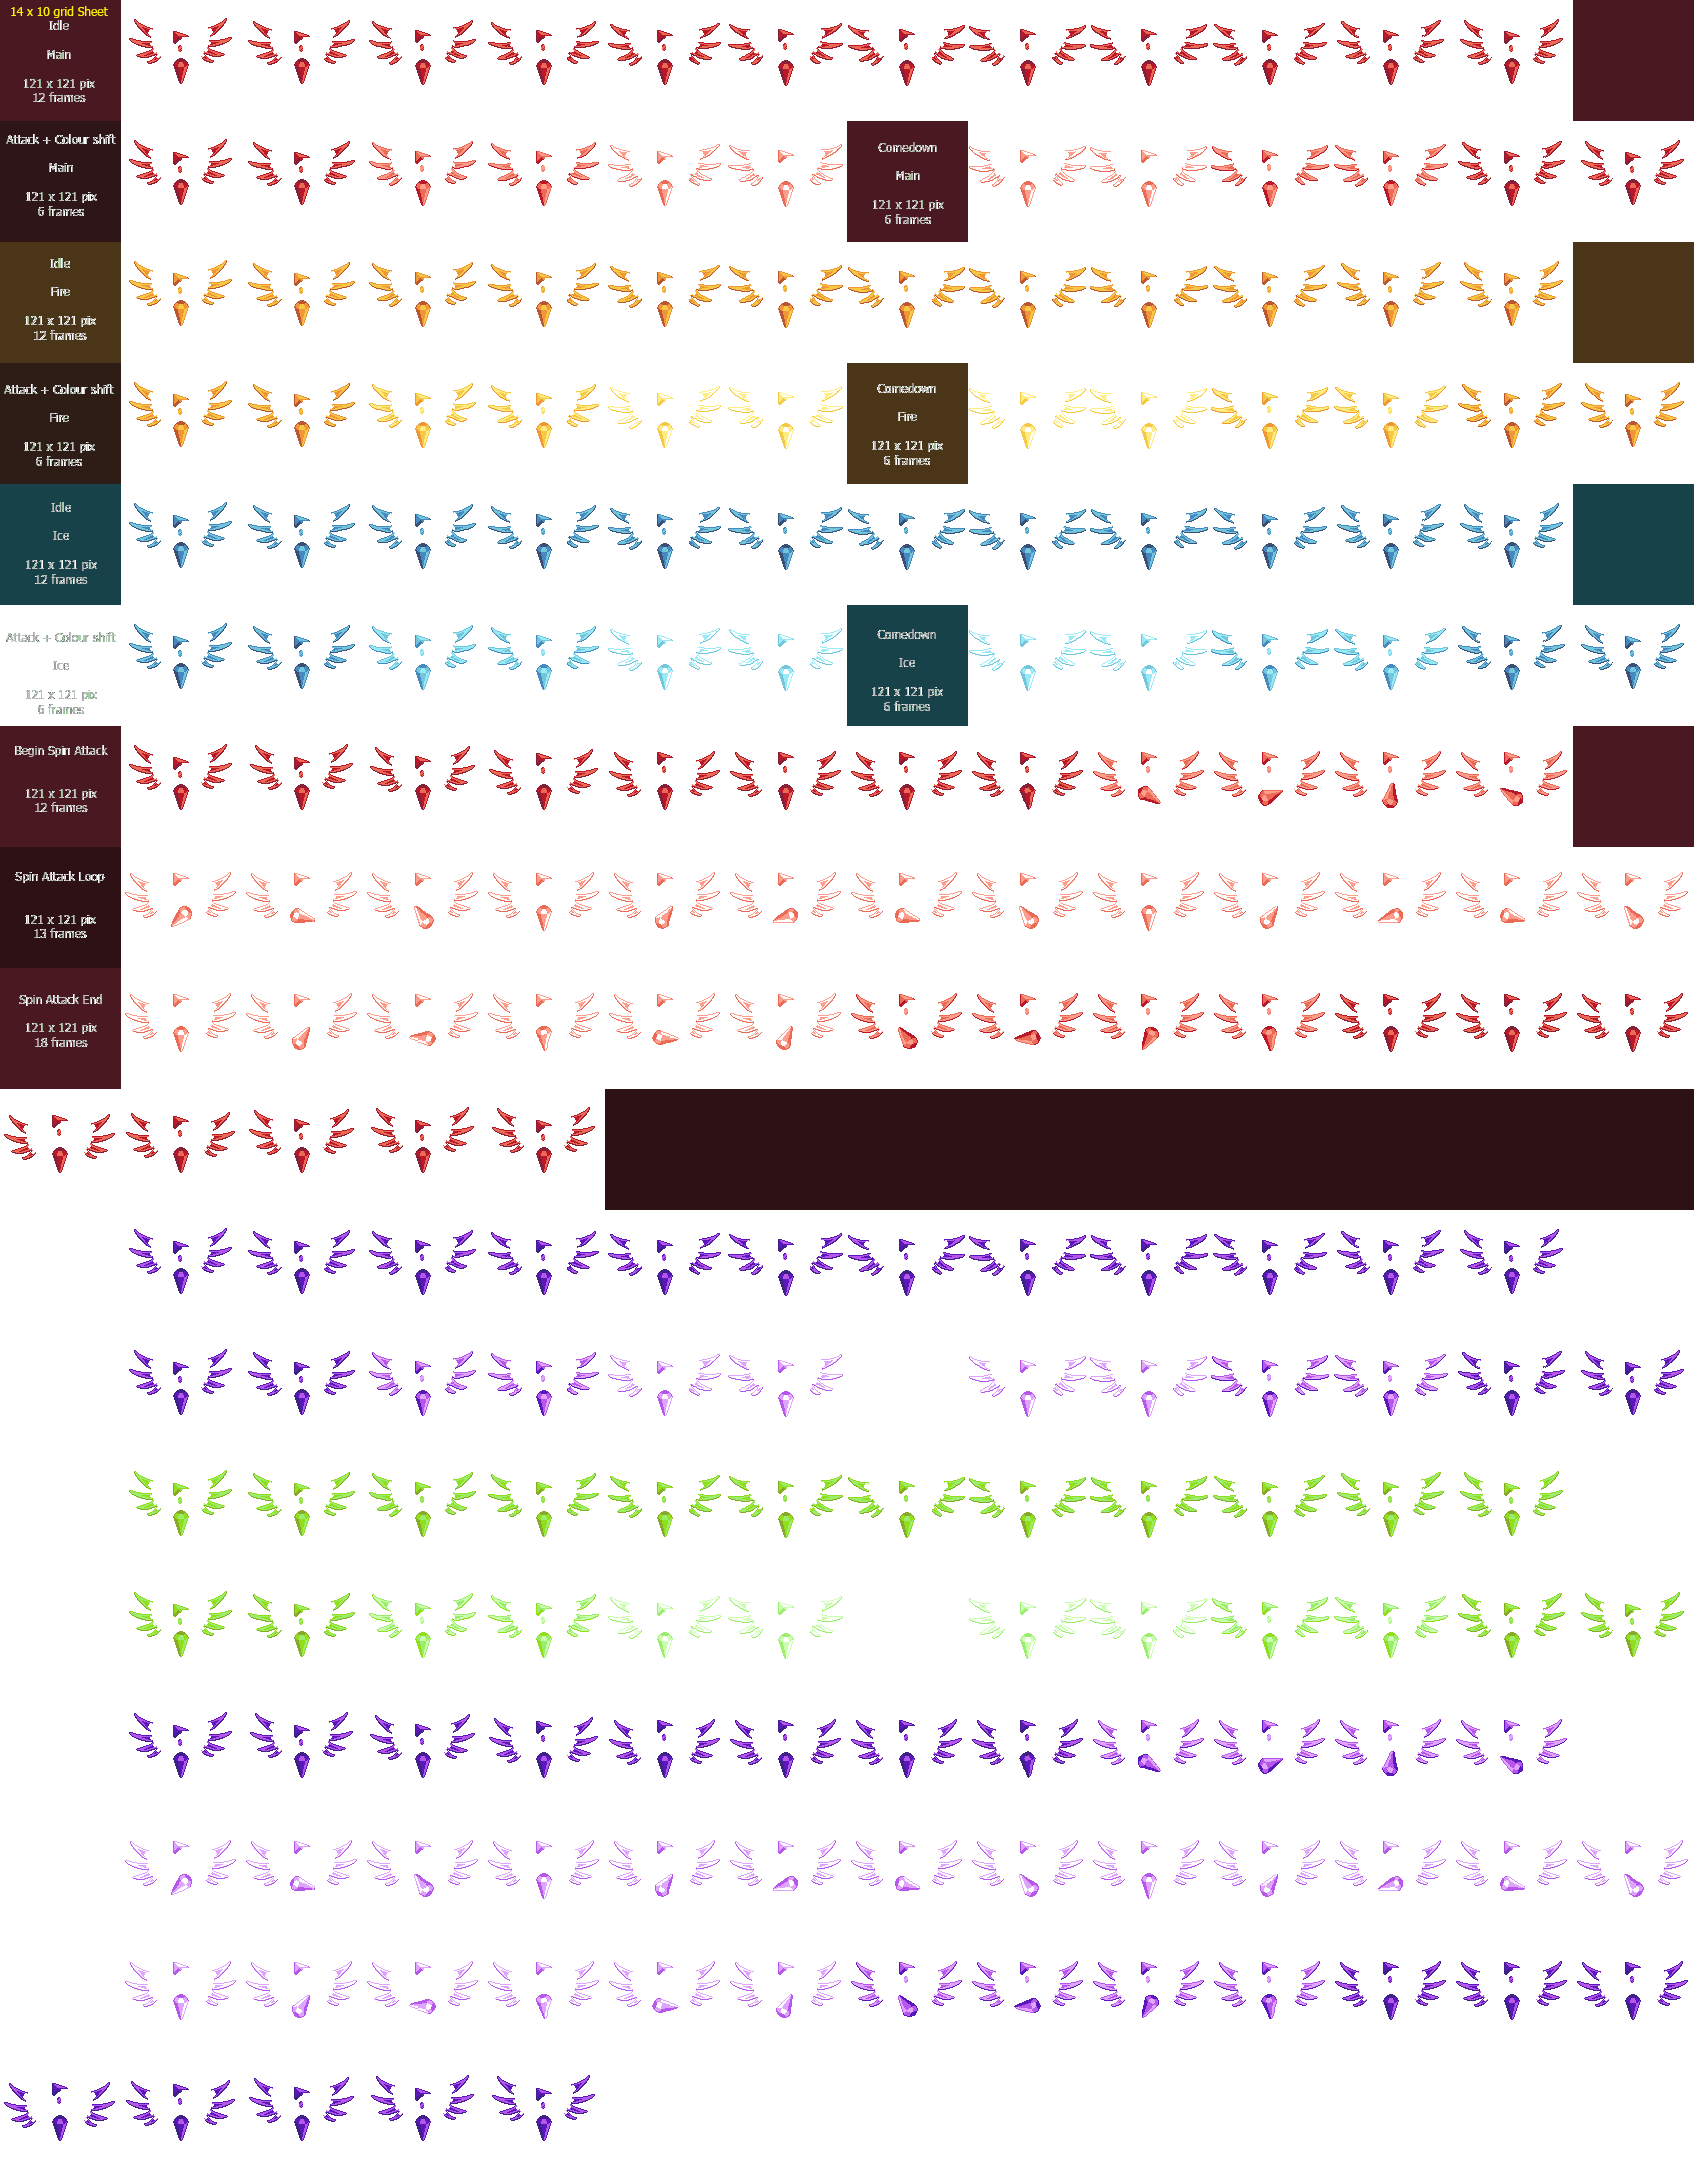 14 x 10 grid Sheet
Idle
Main
121 x 121 pix
12 frames
Attack + Colour shift
Main
121 x 121 pix
6 frames
Comedown
Main
121 x 121 pix
6 frames
Idle
Fire
121 x 121 pix
12 frames
Attack + Colour shift
Fire
121 x 121 pix
6 frames
Comedown
Fire
121 x 121 pix
6 frames
Idle
Ice
121 x 121 pix
12 frames
Attack + Colour shift
Ice
121 x 121 pix
6 frames
Comedown
Ice
121 x 121 pix
6 frames
Begin Spin Attack
121 x 121 pix
12 frames
Spin Attack Loop
121 x 121 pix
13 frames
Spin Attack End
121 x 121 pix
18 frames